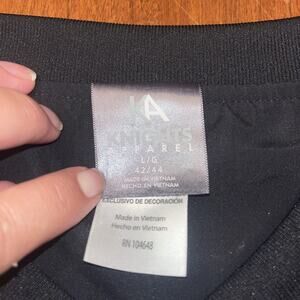 KA
KNIGHTS
APPAREL
L/G
42/44
MADE IN VIETNAM
HECHO EN VIETNAM
EXCLUSIVO DE DECORACIÓN
Made in Vietnam
Hecho en Vietnam
RN 104648